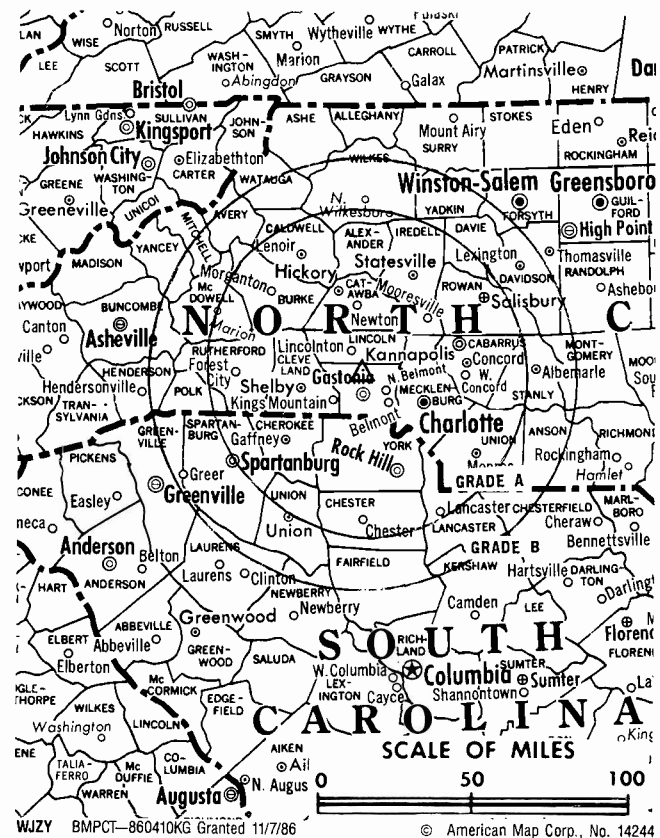 LAN
WISE
Norton
RUSSELL
SMYTH
Wytheville
WYTHE
Marion
CARROLL
PATRICK
LEE
SCOTT
WASH-
INGTON
Abingdon
GRAYSON
Galax
Martinsville
HENRY
Dan
Bristol
Lynn Gdns.
SULLIVAN
JOHN-
SON
ASHE
ALLEGHANY
STOKES
HAWKINS
Kingsport
Mount Airy
SURRY
Eden
ROCKINGHAM
Johnson City
Elizabethton
CARTER
WILKES
WASHING-
TON
WATAUGA
GREENE
Greeneville
UNICOI
AVERY
N.
Wilkesboro
YADKIN
Winston-Salem
FORSYTH
Greensboro
GUIL-
FORD
High Point
MITCHELL
CALDWELL
Lenoir
ALEX-
ANDER
IREDELL
DAVIE
Lexington
Thomasville
RANDOLPH
YANCEY
MADISON
Hickory
Statesville
DAVIDSON
Morganton
Mc
DOWELL
BURKE
CAT-
AWBA
Mooresville
ROWAN
Salisbury
BUNCOMBE
Newton
NORTH C
Canton
Asheville
Marion
LINCOLN
Lincolnton
Kannapolis
CABARRUS
Concord
MONT-
GOMERY
RUTHERFORD
Forest
City
CLEVE
LAND
Gastonia
N. Belmont
W.
Concord
Albemarle
HENDERSON
Hendersonville
Shelby
Kings Mountain
MECKLEN-
BURG
STANLY
TRAN-
SYLVANIA
POLK
Belmont
Charlotte
GREEN-
VILLE
SPARTAN-
BURG
CHEROKEE
Gaffney
YORK
Rock Hill
UNION
Monroe
ANSON
RICHMOND
Rockingham
Hamlet
PICKENS
Greer
Spartanburg
GRADE A
Greenville
Easley
UNION
CHESTER
Lancaster
CHESTERFIELD
MARL-
BORO
Union
Chester
LANCASTER
Cheraw
Bennettsville
Anderson
Belton
LAURENS
GRADE B
FAIRFIELD
KERSHAW
HART
ANDERSON
Laurens
Clinton
NEWBERRY
Hartsville
DARLING-
TON
Greenwood
Newberry
Camden
LEE
ABBEVILLE
Abbeville
ELBERT
Elberton
GREEN-
WOOD
SALUDA
SOUTH
RICH-
LAND
W. Columbia
Columbia
SUMTER
Sumter
LEX-
INGTON
Cayce
Shannontown
Mc
CORMICK
EDGE-
FIELD
WILKES
Washington
LINCOLN
CAROLINA
SCALE OF MILES
AIKEN
TALIA-
FERRO
Mc
DUFFIE
CO-
LUMBIA
WARREN
Augusta
N. Augus
0 50 100
WJZY BMPCT—860410KG Granted 11/7/86
© American Map Corp., No. 14244